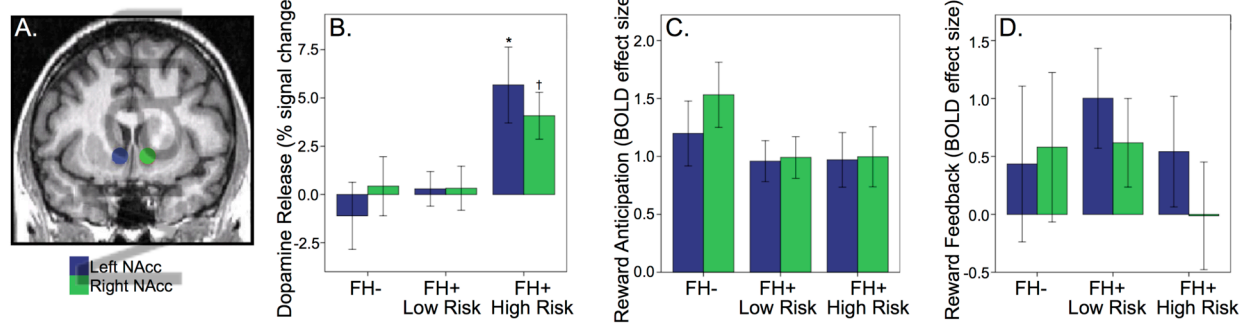 A.
Left NAcc
Right NAcc
B.
Dopamine Release (% signal change)
7.5
5.0
2.5
0.0
-2.5
*
†
FH-
FH+
Low Risk
FH+
High Risk
C.
Reward Anticipation (BOLD effect size)
2.0
1.5
1.0
0.5
0.0
FH-
FH+
Low Risk
FH+
High Risk
D.
Reward Feedback (BOLD effect size)
1.5
1.0
0.5
0.0
-0.5
FH-
FH+
Low Risk
FH+
High Risk